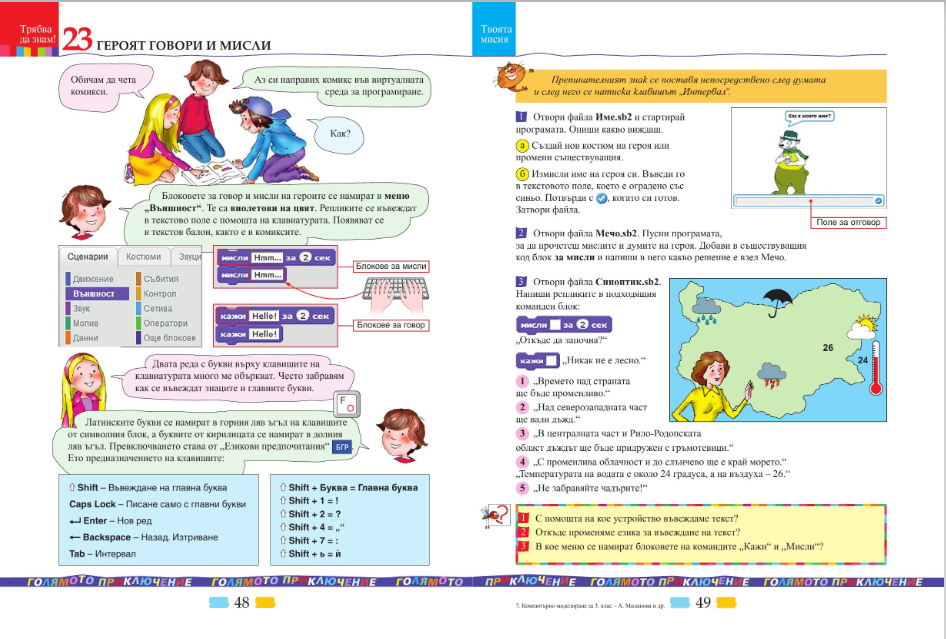 Трябва
да знам!
23 ГЕРОЯТ ГОВОРИ И МИСЛИ
Обичам да чета
комикси.
Аз си направих комикс във виртуалната
среда за програмиране.
Как?
Блоковете за говор и мисли на героите се намират в меню
„Външност“. Те са виолетови на цвят. Репликите се въвеждат
в текстово поле с помощта на клавиатурата. Появяват се
в текстов балон, както е в комиксите.
Сценарии
Костюми
Звуци
Движение
Външност
Звук
Молив
Данни
Събития
Контрол
Сетива
Оператори
Още блокове
мисли Hmm... за 2 сек
мисли Hmm...
кажи Hello! за 2 сек
кажи Hello!
Блокове за мисли
Блокове за говор
Двата реда с букви върху клавишите на
клавиатурата много ме объркват. Често забравям
как се въвеждат знаците и главните букви.
F
О
Латинските букви се намират в горния ляв ъгъл на клавишите
от символния блок, а буквите от кирилицата се намират в долния
ляв ъгъл. Превключването става от „Езикови предпочитания“ БГР
Ето предназначението на клавишите:
⇧ Shift – Въвеждане на главна буква
Caps Lock – Писане само с главни букви
↵ Enter – Нов ред
← Backspace – Назад. Изтриване
Tab – Интервал
⇧ Shift + Буква = Главна буква
⇧ Shift + 1 = !
⇧ Shift + 2 = ?
⇧ Shift + 4 = „“
⇧ Shift + 7 = :
⇧ Shift + ь = ѝ
ГОЛЯМОТО ПРИКЛЮЧЕНИЕ ГОЛЯМОТО ПРИКЛЮЧЕНИЕ ГОЛЯМОТО
48
Твоята
мисия
Препинателният знак се поставя непосредствено след думата
и след него се натиска клавишът „Интервал“.
1 Отвори файла Име.sb2 и стартирай
програмата. Опиши какво виждаш.
а Създай нов костюм на героя или
промени съществуващия.
б Измисли име на героя си. Въведи го
в текстовото поле, което е оградено със
синьо. Потвърди с ✓, когато си готов.
Затвори файла.
Как е моето име?
Поле за отговор
2 Отвори файла Мечо.sb2. Пусни програмата,
за да прочетеш мислите и думите на героя. Добави в съществуващия
код блок за мисли и напиши в него какво решение е взел Мечо.
3 Отвори файла Синоптик.sb2.
Напиши репликите в подходящия
команден блок:
мисли за 2 сек
„Откъде да започна?“
кажи „Никак не е лесно.“
1 „Времето над страната
ще бъде променливо.“
2 „Над северозападната част
ще вали дъжд.“
3 „В централната част и Рило-Родопската
област дъждът ще бъде придружен с гръмотевици.“
4 „С променлива облачност и до слънчево ще е край морето.“
„Температурата на водата е около 24 градуса, а на въздуха – 26.“
5 „Не забравяйте чадърите!“
26
24
1 С помощта на кое устройство въвеждаме текст?
2 Откъде променяме езика за въвеждане на текст?
3 В кое меню се намират блоковете на командите „Кажи“ и „Мисли“?
ПРИКЛЮЧЕНИЕ ГОЛЯМОТО ПРИКЛЮЧЕНИЕ ГОЛЯМОТО ПРИКЛЮЧЕНИЕ
7. Компютърно моделиране за 3. клас – А. Миланова и др.
49